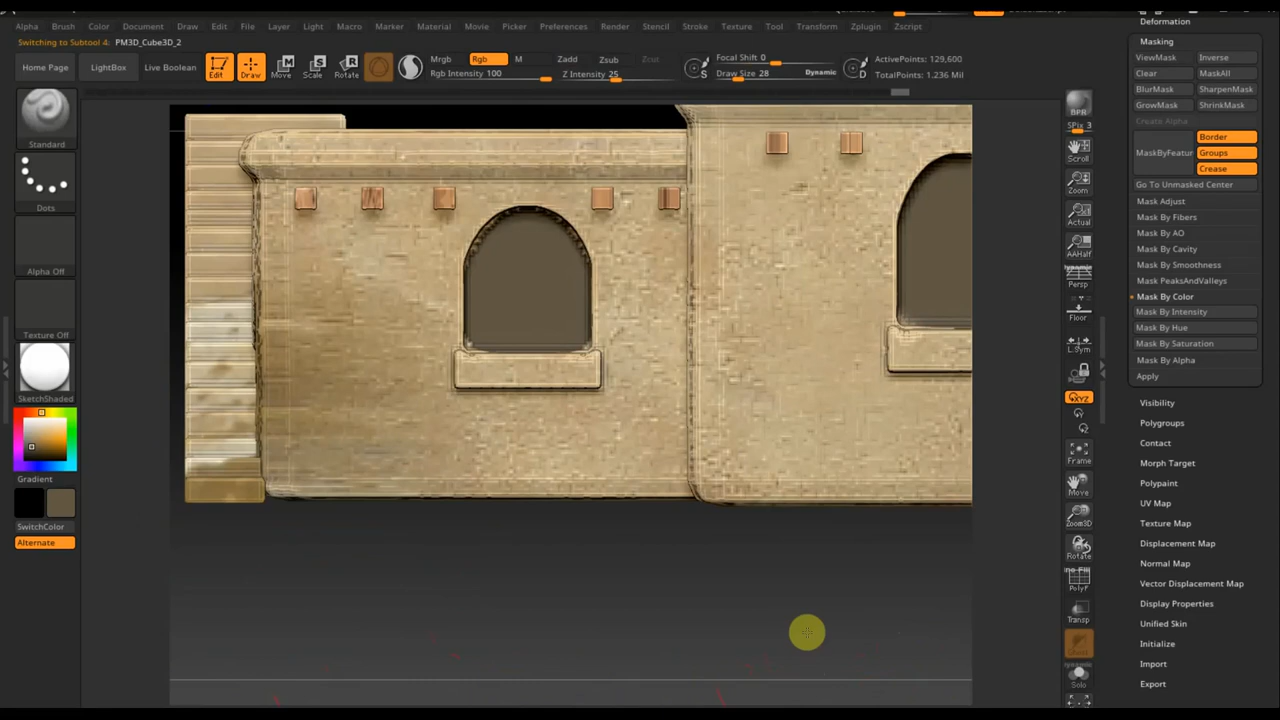 Alpha Brush Color Document Draw Edit File Layer Light Macro Marker Material Movie Picker Preferences Render Stencil Stroke Texture Tool Transform Zplugin Zscript
Switching to Subtool 4: PM3D_Cube3D_2
Home Page LightBox Live Boolean Edit Draw Move Scale Rotate
Mrgb Rgb M Zadd Zsub Zcut
Rgb Intensity 100 Z Intensity 25
Focal Shift 0
Draw Size 28 Dynamic
ActivePoints: 129,600
TotalPoints: 1.236 Mil
S
D
Standard
Dots
Alpha Off
Texture Off
SketchShaded
Gradient
SwitchColor
Alternate
BPR
SPix 3
Scroll
Zoom
Actual
AAHalf
Dynamic
Persp
Floor
L.Sym
XYZ
Frame
Move
Zoom3D
Rotate
PolyF
Transp
Ghost
Dynamic
Solo
Deformation
Masking
ViewMask Inverse
Clear MaskAll
BlurMask SharpenMask
GrowMask ShrinkMask
Create Alpha
MaskByFeatur
Border
Groups
Crease
Go To Unmasked Center
Mask Adjust
Mask By Fibers
Mask By AO
Mask By Cavity
Mask By Smoothness
Mask PeaksAndValleys
Mask By Color
Mask By Intensity
Mask By Hue
Mask By Saturation
Mask By Alpha
Apply
Visibility
Polygroups
Contact
Morph Target
Polypaint
UV Map
Texture Map
Displacement Map
Normal Map
Vector Displacement Map
Display Properties
Unified Skin
Initialize
Import
Export